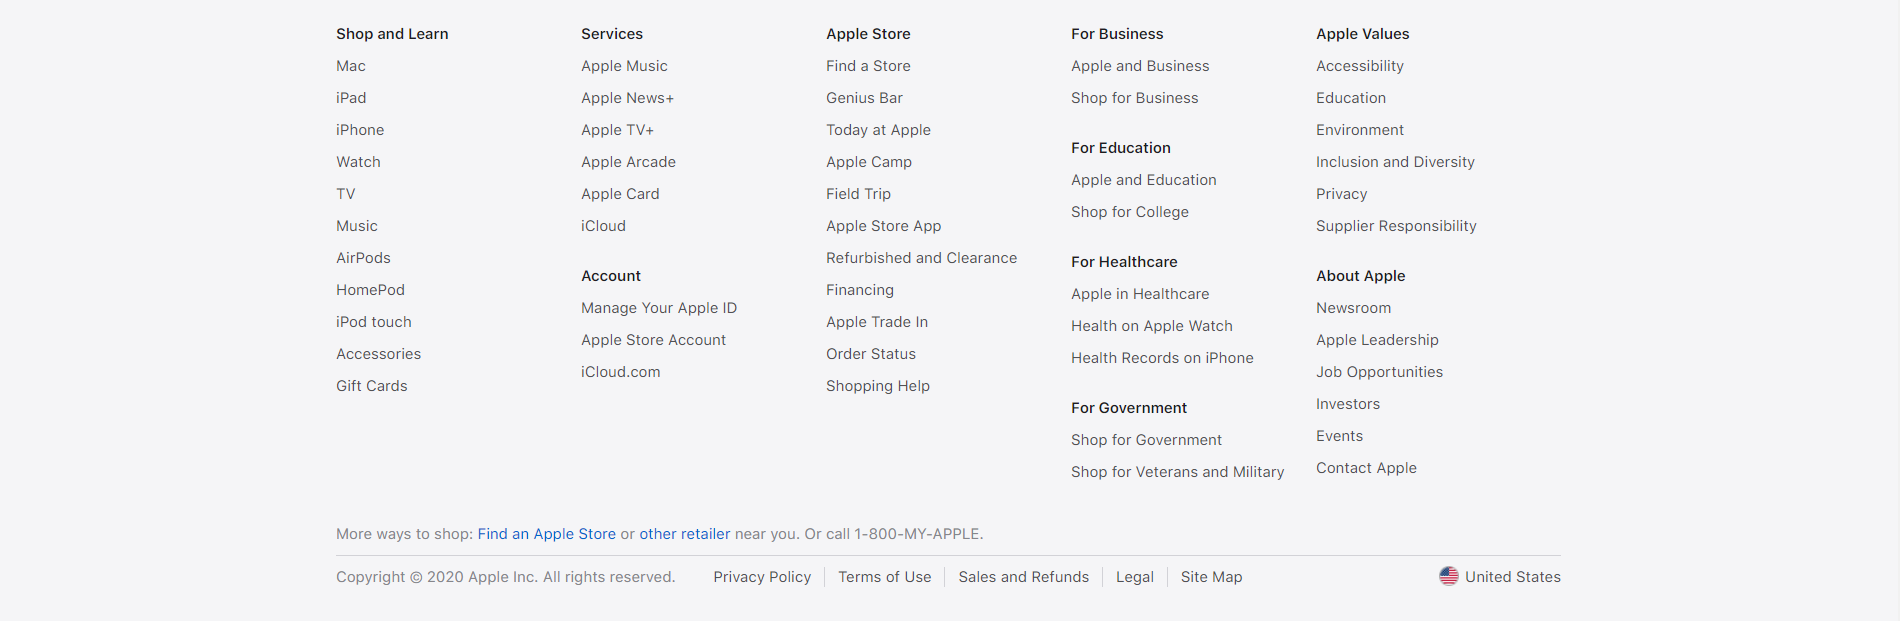 Shop and Learn
Mac
iPad
iPhone
Watch
TV
Music
AirPods
HomePod
iPod touch
Accessories
Gift Cards
Services
Apple Music
Apple News+
Apple TV+
Apple Arcade
Apple Card
iCloud
Account
Manage Your Apple ID
Apple Store Account
iCloud.com
Apple Store
Find a Store
Genius Bar
Today at Apple
Apple Camp
Field Trip
Apple Store App
Refurbished and Clearance
Financing
Apple Trade In
Order Status
Shopping Help
For Business
Apple and Business
Shop for Business
For Education
Apple and Education
Shop for College
For Healthcare
Apple in Healthcare
Health on Apple Watch
Health Records on iPhone
For Government
Shop for Government
Shop for Veterans and Military
Apple Values
Accessibility
Education
Environment
Inclusion and Diversity
Privacy
Supplier Responsibility
About Apple
Newsroom
Apple Leadership
Job Opportunities
Investors
Events
Contact Apple
More ways to shop: Find an Apple Store or other retailer near you. Or call 1-800-MY-APPLE.
Copyright © 2020 Apple Inc. All rights reserved. Privacy Policy Terms of Use Sales and Refunds Legal Site Map United States